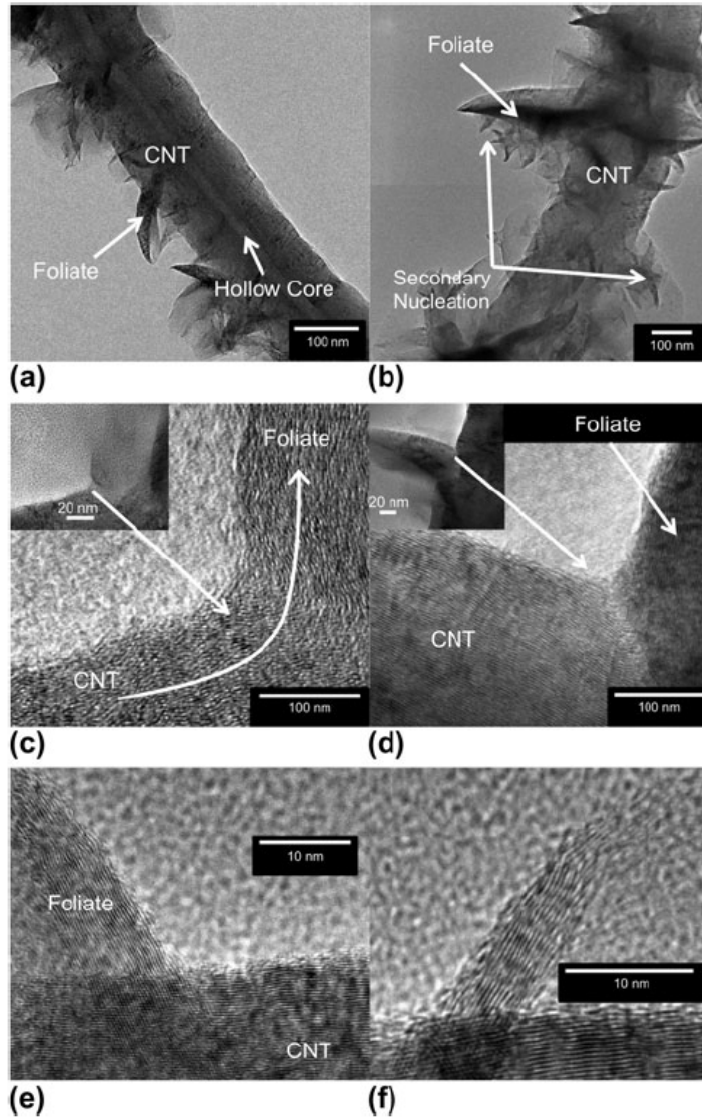 CNT
Foliate
Hollow Core
100 nm
(a)
Foliate
CNT
Secondary
Nucleation
100 nm
(b)
Foliate
20 nm
CNT
100 nm
(c)
Foliate
20 nm
CNT
100 nm
(d)
10 nm
Foliate
CNT
(e)
10 nm
(f)